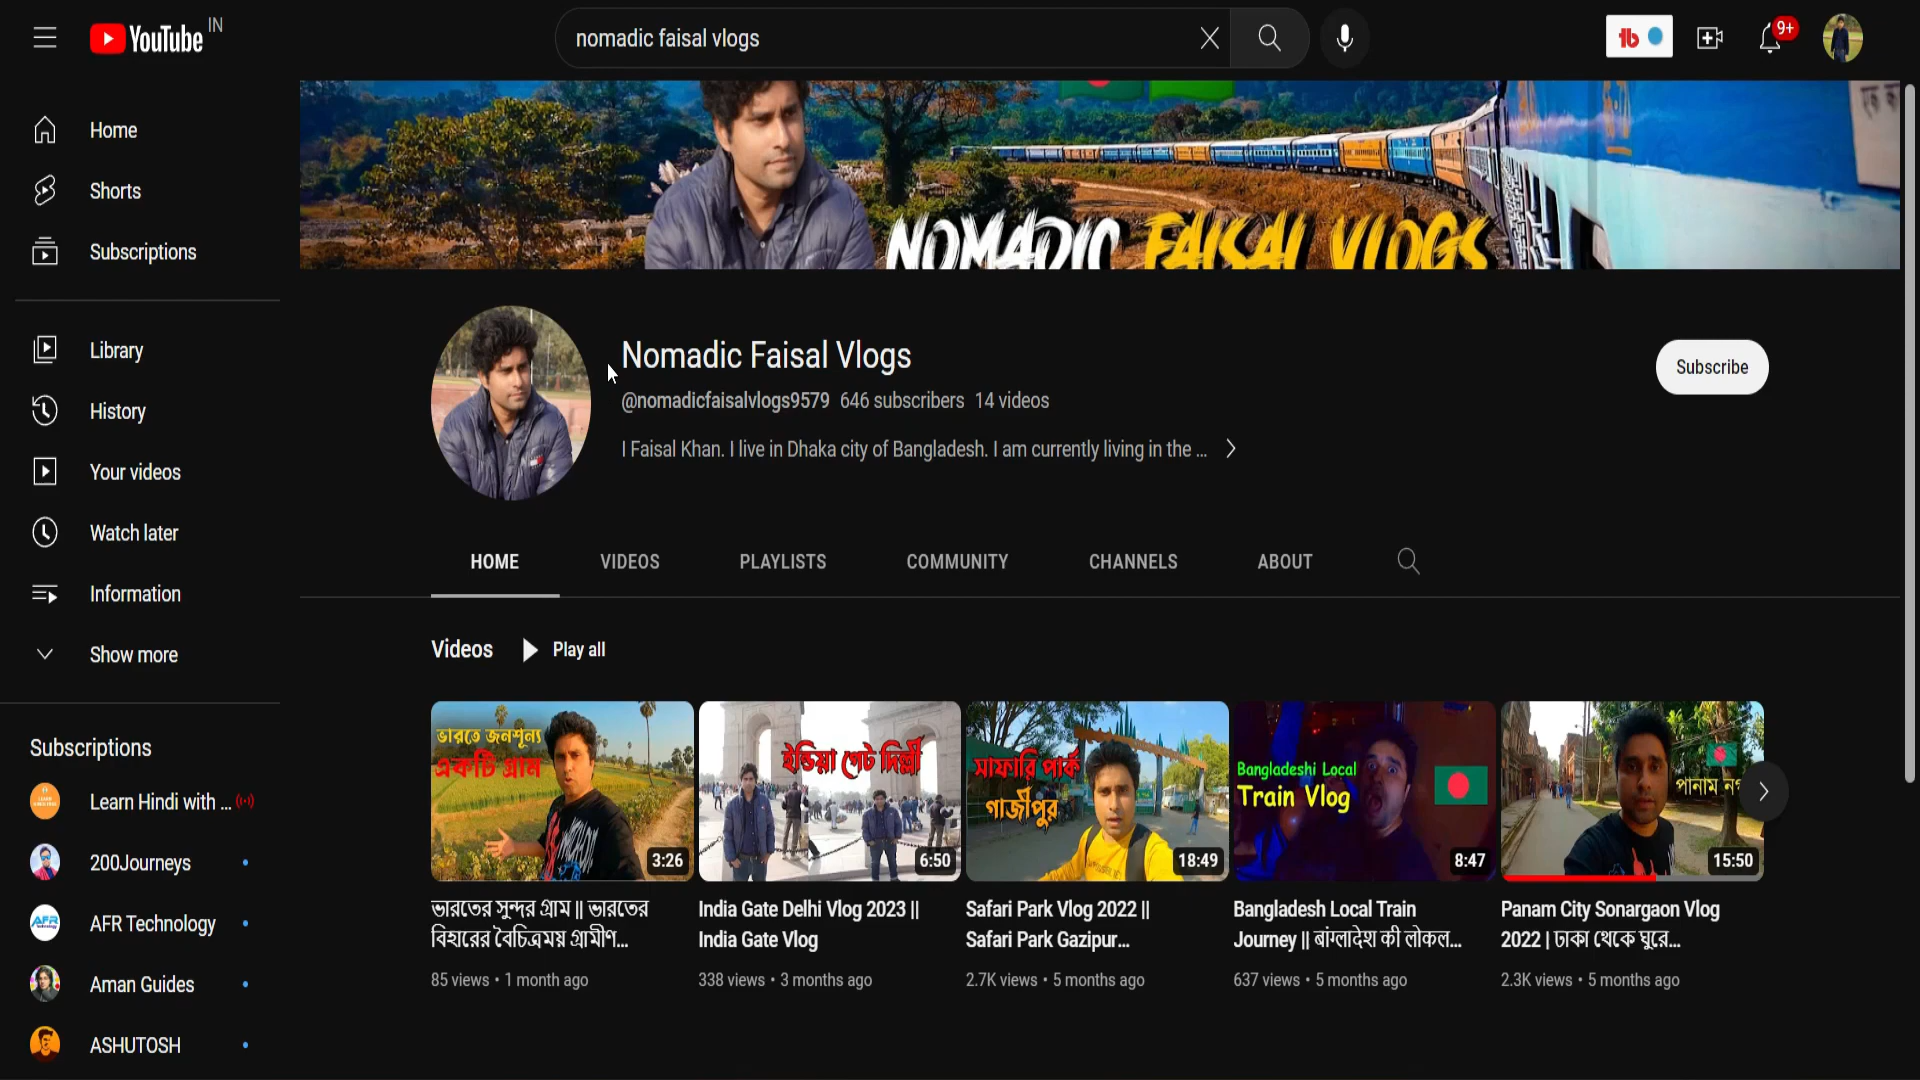 YouTube IN
nomadic faisal vlogs
9+
Home
Shorts
Subscriptions
Library
History
Your videos
Watch later
Information
Show more
Subscriptions
Learn Hindi with ...
200Journeys
AFR Technology
Aman Guides
ASHUTOSH
NOMADIC FAISAL VLOGS
Nomadic Faisal Vlogs
@nomadicfaisalvlogs9579 646 subscribers 14 videos
I Faisal Khan. I live in Dhaka city of Bangladesh. I am currently living in the ...
Subscribe
HOME VIDEOS PLAYLISTS COMMUNITY CHANNELS ABOUT
Videos Play all
ভারতে জনশূন্য
একটি গ্রাম
3:26
ভারতের সুন্দর গ্রাম || ভারতের
বিহারের বৈচিত্রময় গ্রামীণ...
85 views • 1 month ago
ইন্ডিয়া গেট দিল্লী
6:50
India Gate Delhi Vlog 2023 ||
India Gate Vlog
338 views • 3 months ago
সাফারি পার্ক
গাজীপুর
18:49
Safari Park Vlog 2022 ||
Safari Park Gazipur...
2.7K views • 5 months ago
Bangladeshi Local
Train Vlog
8:47
Bangladesh Local Train
Journey || बांग्लादेश की लोकल...
637 views • 5 months ago
পানাম নগ
15:50
Panam City Sonargaon Vlog
2022 | ঢাকা থেকে ঘুরে...
2.3K views • 5 months ago